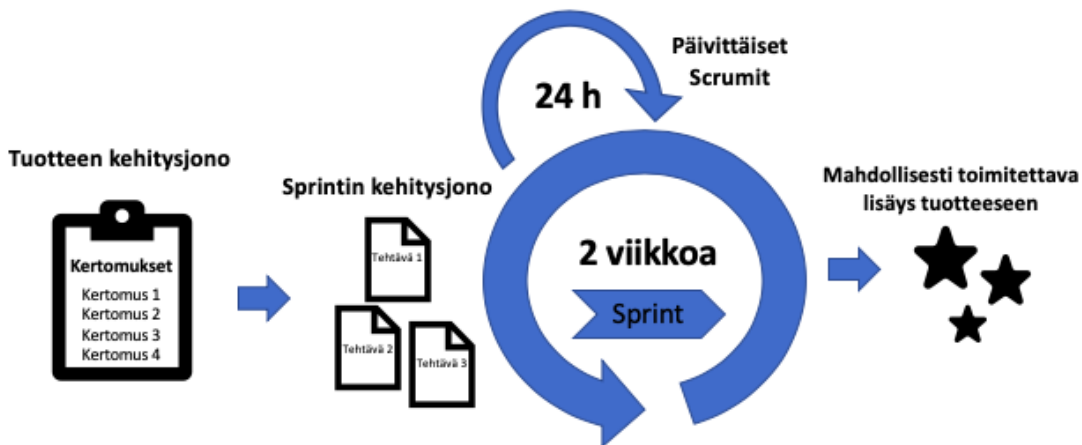 Tuotteen kehitysjono
Kertomukset
Kertomus 1
Kertomus 2
Kertomus 3
Kertomus 4
Sprintin kehitysjono
Tehtävä 1
Tehtävä 2
Tehtävä 3
24 h
Päivittäiset
Scrumit
2 viikkoa
Sprint
Mahdollisesti toimitettava
lisäys tuotteeseen